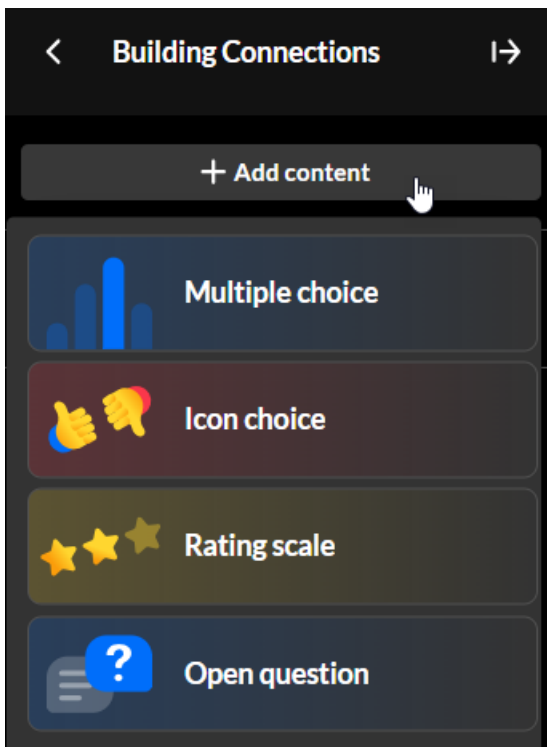 Building Connections
+ Add content
Multiple choice
Icon choice
Rating scale
?
Open question